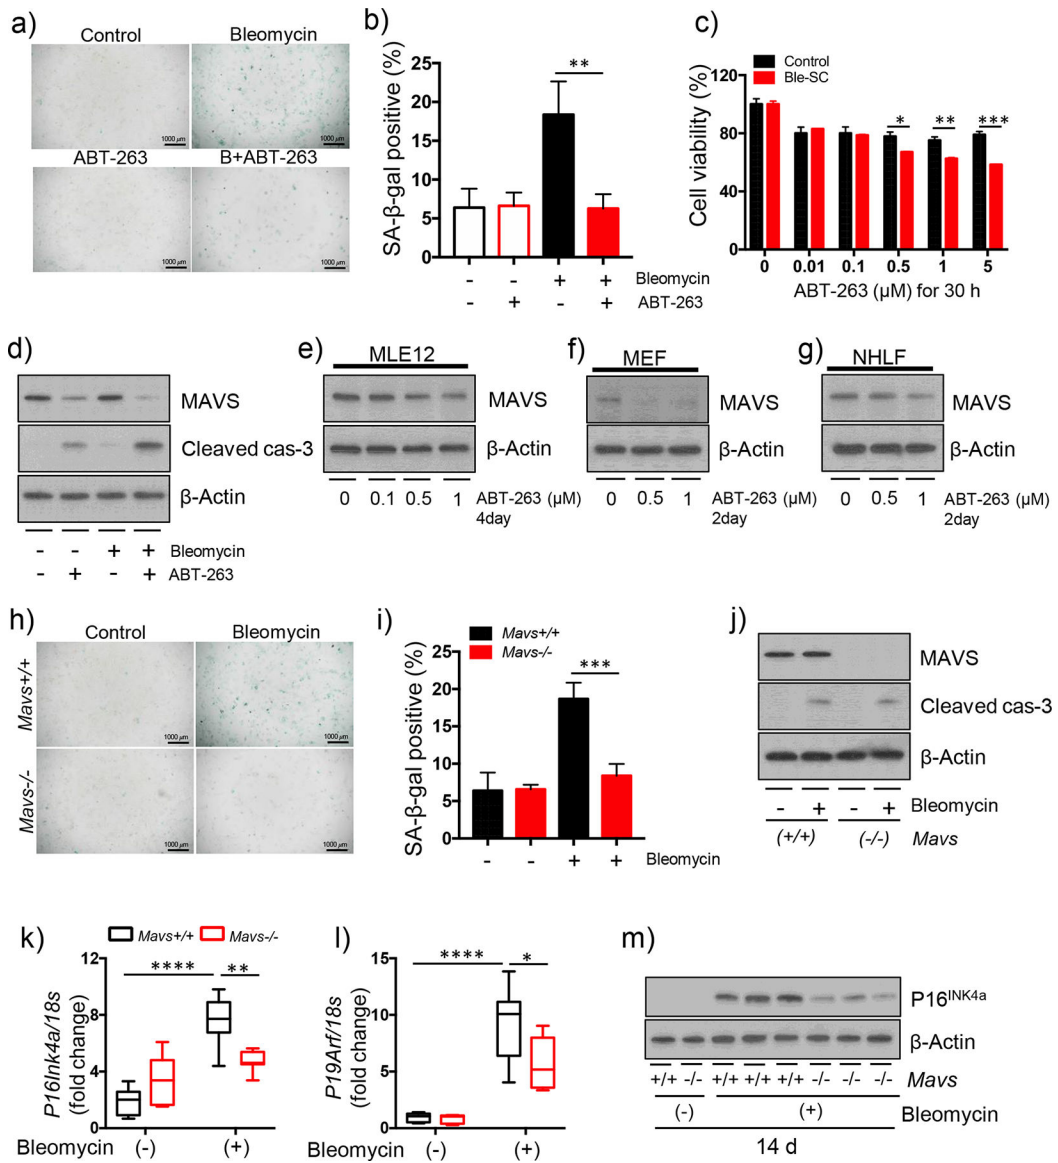 a)
Control
Bleomycin
1000 µm
1000 µm
ABT-263
B+ABT-263
1000 µm
1000 µm
b)
SA-β-gal positive (%)
25
20
15
10
5
0
**
- - + + Bleomycin
- + - + ABT-263
c)
Control
Ble-SC
Cell viability (%)
120
80
40
0
* ** ***
0 0.01 0.1 0.5 1 5
ABT-263 (µM) for 30 h
d)
MAVS
Cleaved cas-3
β-Actin
- - + + Bleomycin
- + - + ABT-263
e)
MLE12
MAVS
β-Actin
0 0.1 0.5 1 ABT-263 (µM)
4day
f)
MEF
MAVS
β-Actin
0 0.5 1 ABT-263 (µM)
2day
g)
NHLF
MAVS
β-Actin
0 0.5 1 ABT-263 (µM)
2day
h)
Control
Bleomycin
Mavs+/+
1000 µm
1000 µm
Mavs-/-
1000 µm
1000 µm
i)
Mavs+/+
Mavs-/-
SA-β-gal positive (%)
25
20
15
10
5
0
***
- - + + Bleomycin
j)
MAVS
Cleaved cas-3
β-Actin
- + - + Bleomycin
(+/+) (-/-) Mavs
k)
Mavs+/+
Mavs-/-
P16Ink4a/18s
(fold change)
12
8
4
0
**** **
Bleomycin (-) (+)
l)
P19Arf/18s
(fold change)
15
10
5
0
**** *
Bleomycin (-) (+)
m)
P16INK4a
β-Actin
+/+ -/- +/+ +/+ +/+ -/- -/- -/- Mavs
(-) (+) Bleomycin
14 d